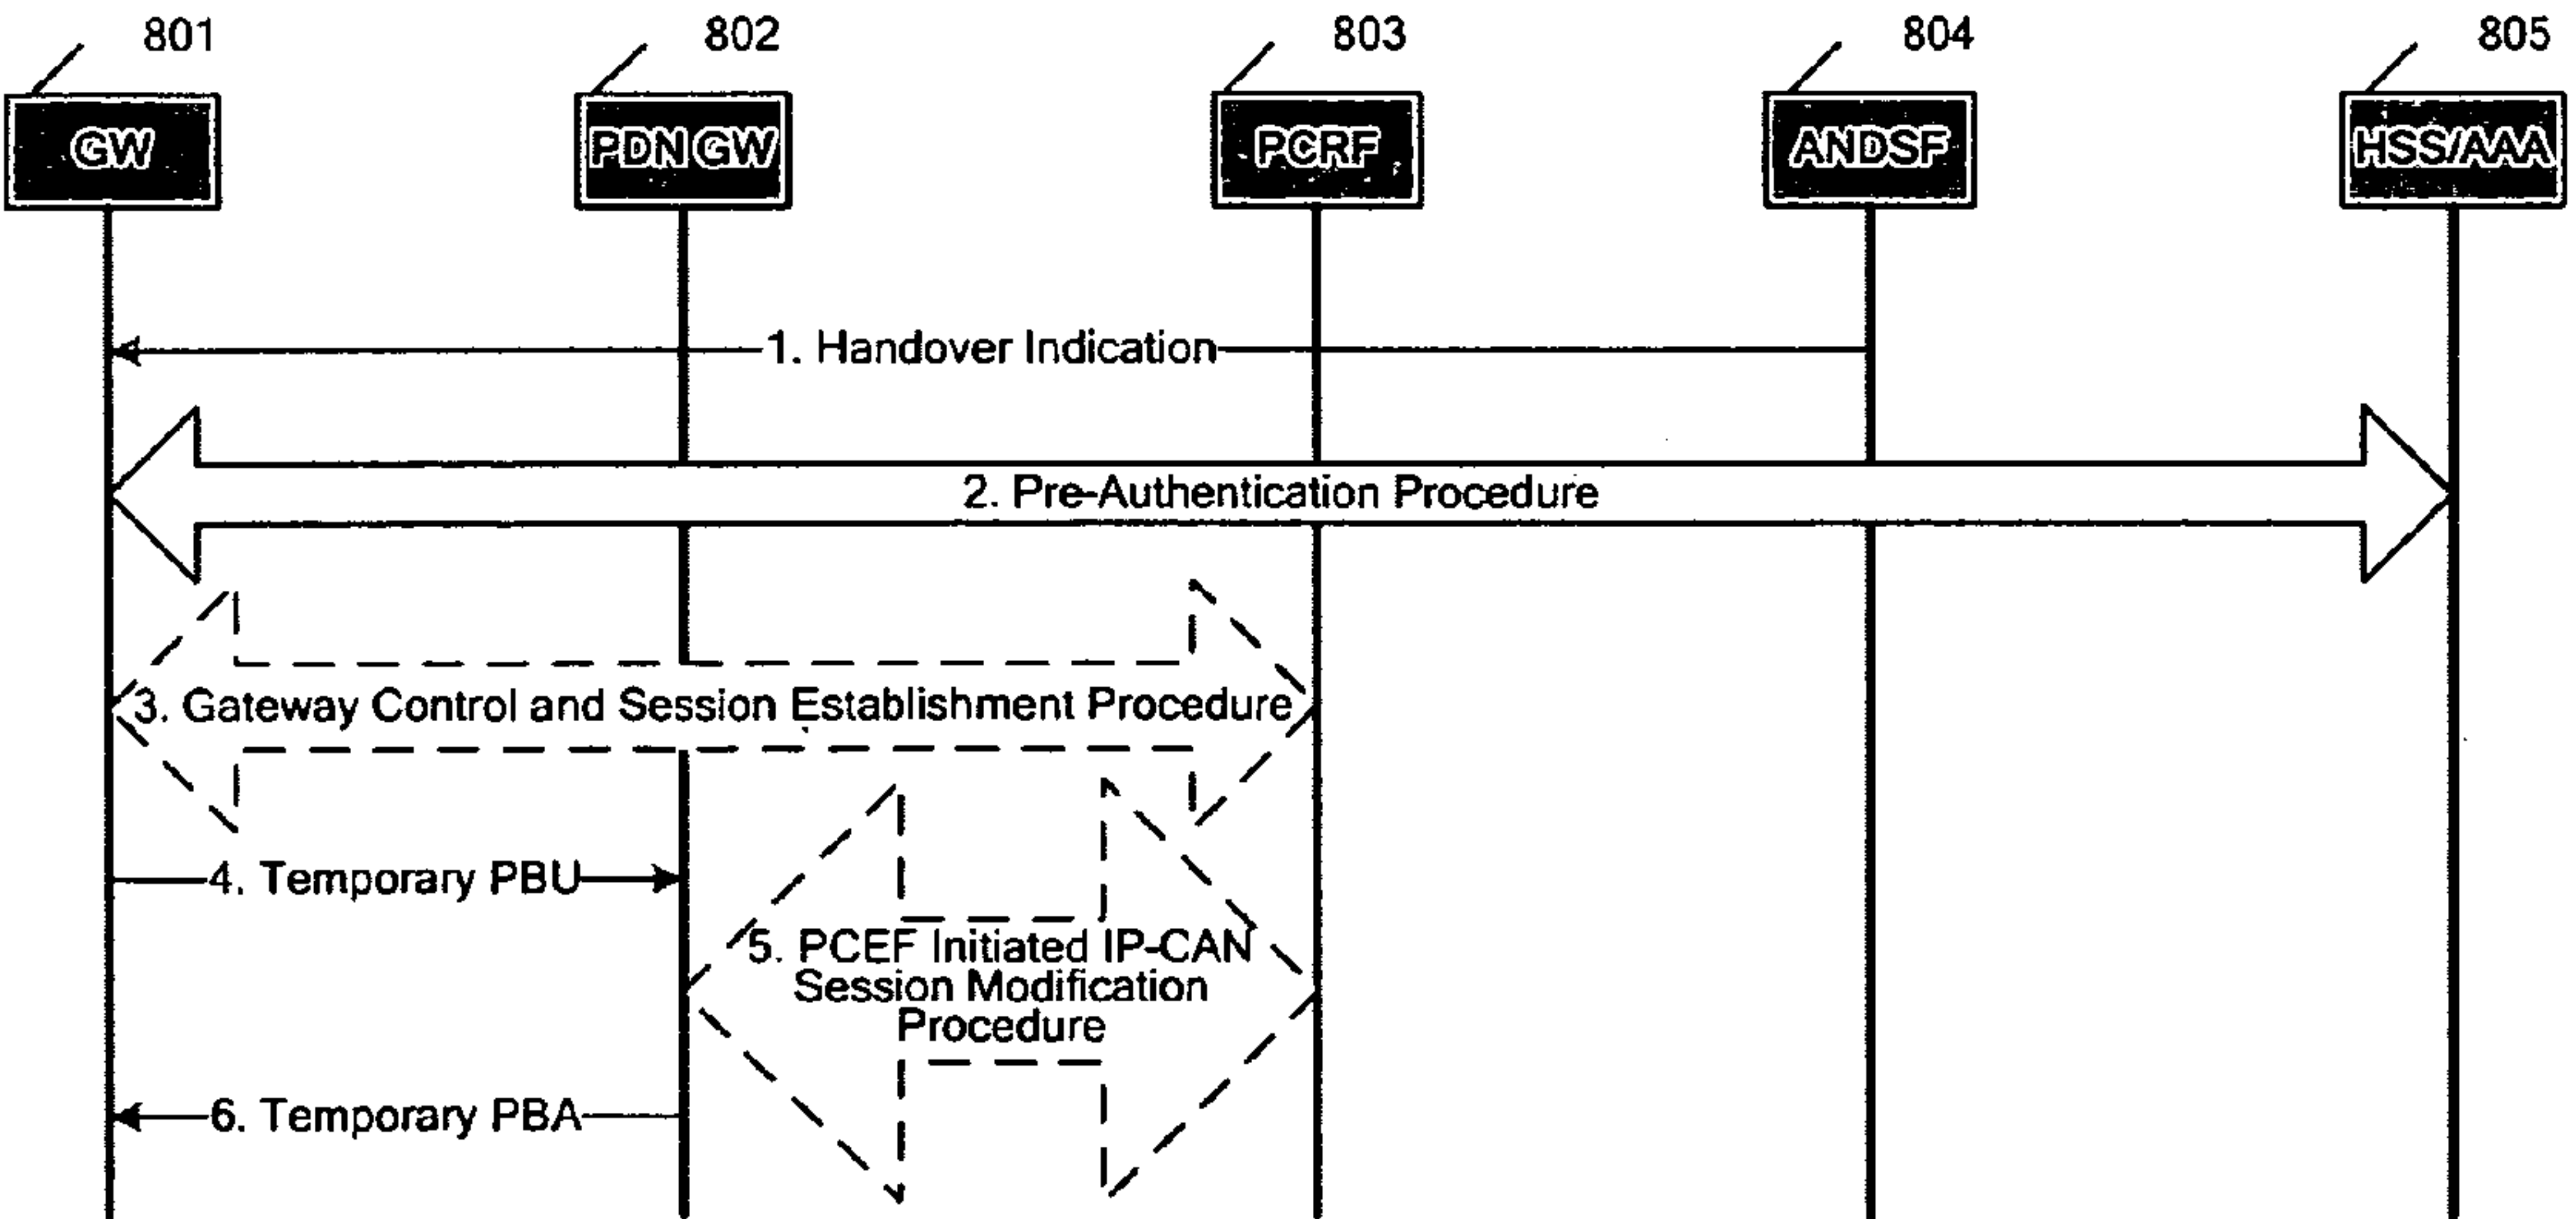 801
802
803
804
805
GW
PDN GW
PCRF
ANDSF
HSS/AAA
1. Handover Indication
2. Pre-Authentication Procedure
3. Gateway Control and Session Establishment Procedure
4. Temporary PBU
5. PCEF Initiated IP-CAN
Session Modification
Procedure
6. Temporary PBA